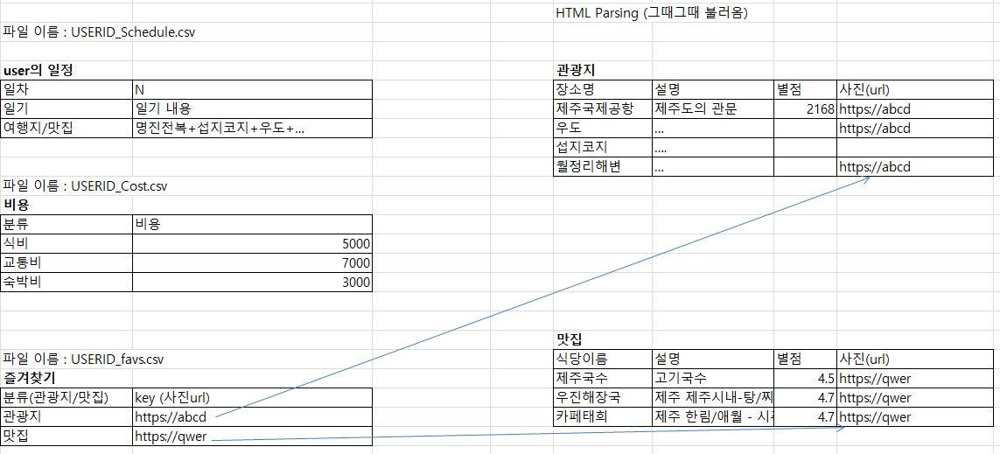 HTML Parsing (그때그때 불러옴)
파일 이름 : USERID_Schedule.csv
user의 일정
일차 N
일기 일기 내용
여행지/맛집 명진전복+섭지코지+우도+...
파일 이름 : USERID_Cost.csv
비용
분류 비용
식비 5000
교통비 7000
숙박비 3000
파일 이름 : USERID_favs.csv
즐겨찾기
분류(관광지/맛집) key (사진url)
관광지 https://abcd
맛집 https://qwer
관광지
장소명 설명 별점 사진(url)
제주국제공항 제주도의 관문 2168 https://abcd
우도 ... https://abcd
섭지코지 ....
월정리해변 ... https://abcd
맛집
식당이름 설명 별점 사진(url)
제주국수 고기국수 4.5 https://qwer
우진해장국 제주 제주시내-탕/찌 4.7 https://qwer
카페태희 제주 한림/애월 - 시 4.7 https://qwer